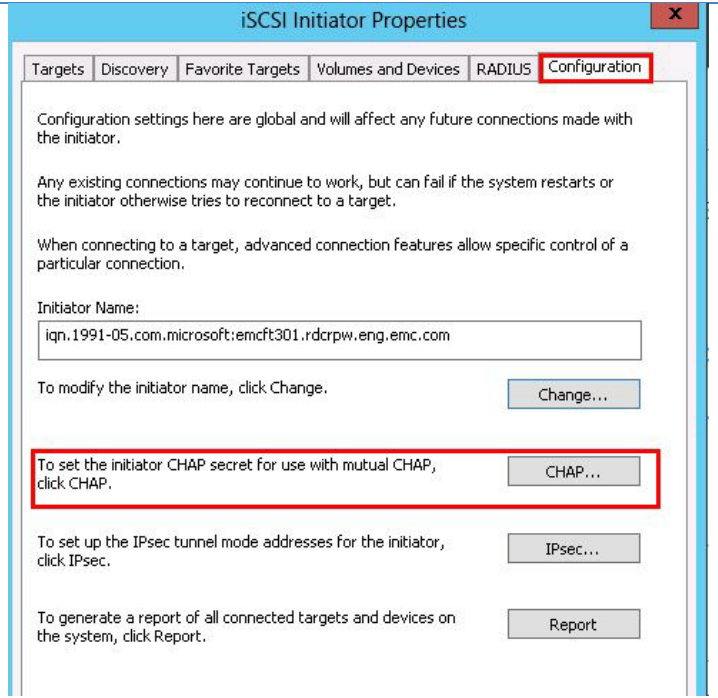 iSCSI Initiator Properties
x
Targets Discovery Favorite Targets Volumes and Devices RADIUS Configuration
Configuration settings here are global and will affect any future connections made with
the initiator.
Any existing connections may continue to work, but can fail if the system restarts or
the initiator otherwise tries to reconnect to a target.
When connecting to a target, advanced connection features allow specific control of a
particular connection.
Initiator Name:
iqn.1991-05.com.microsoft:emcft301.rdcrpw.eng.emc.com
To modify the initiator name, click Change.
Change...
To set the initiator CHAP secret for use with mutual CHAP,
click CHAP.
CHAP...
To set up the IPsec tunnel mode addresses for the initiator,
click IPsec.
IPsec...
To generate a report of all connected targets and devices on
the system, click Report.
Report